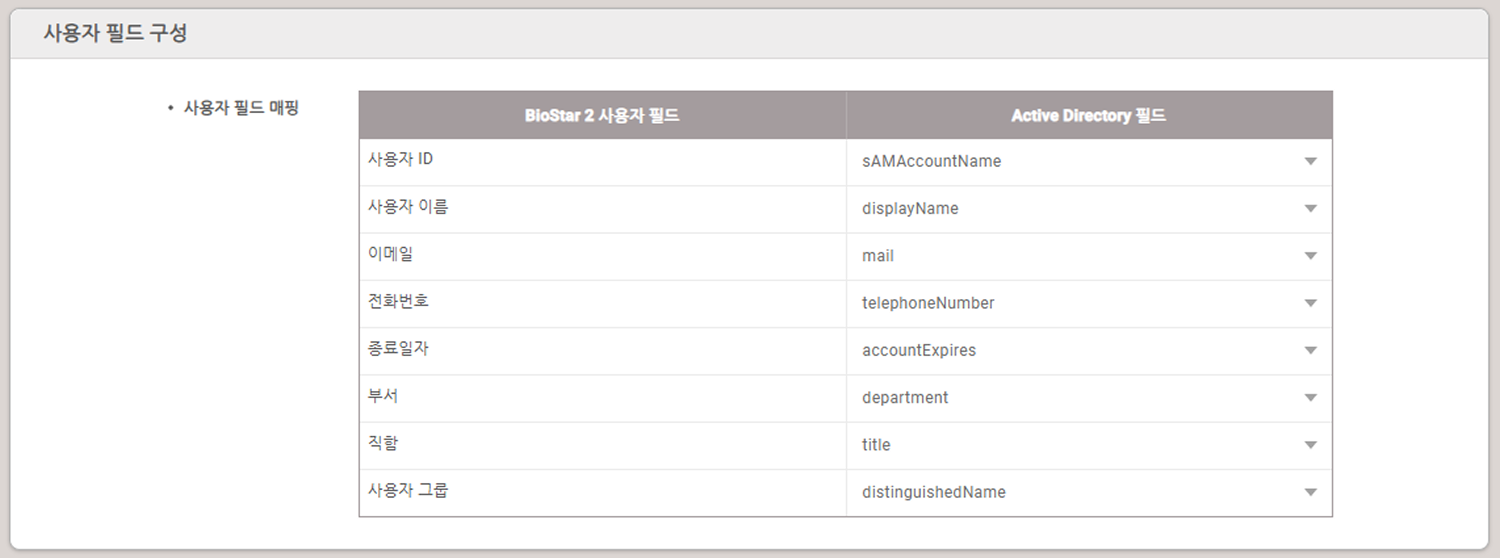 사용자 필드 구성
• 사용자 필드 매핑
BioStar 2 사용자 필드 Active Directory 필드
사용자 ID sAMAccountName
사용자 이름 displayName
이메일 mail
전화번호 telephoneNumber
종료일자 accountExpires
부서 department
직함 title
사용자 그룹 distinguishedName